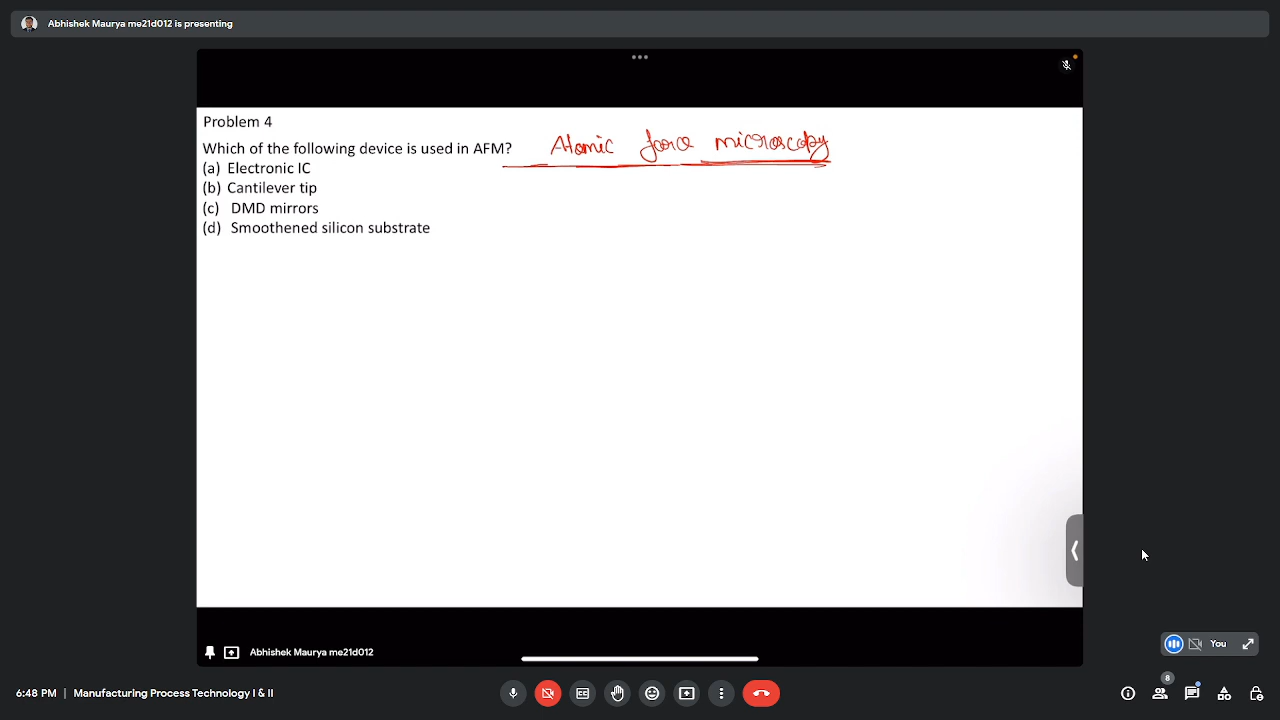 Abhishek Maurya me21d012 is presenting
Problem 4
Which of the following device is used in AFM? Atomic force microscopy
(a) Electronic IC
(b) Cantilever tip
(c) DMD mirrors
(d) Smoothened silicon substrate
Abhishek Maurya me21d012
You
6:48 PM | Manufacturing Process Technology I & II
8